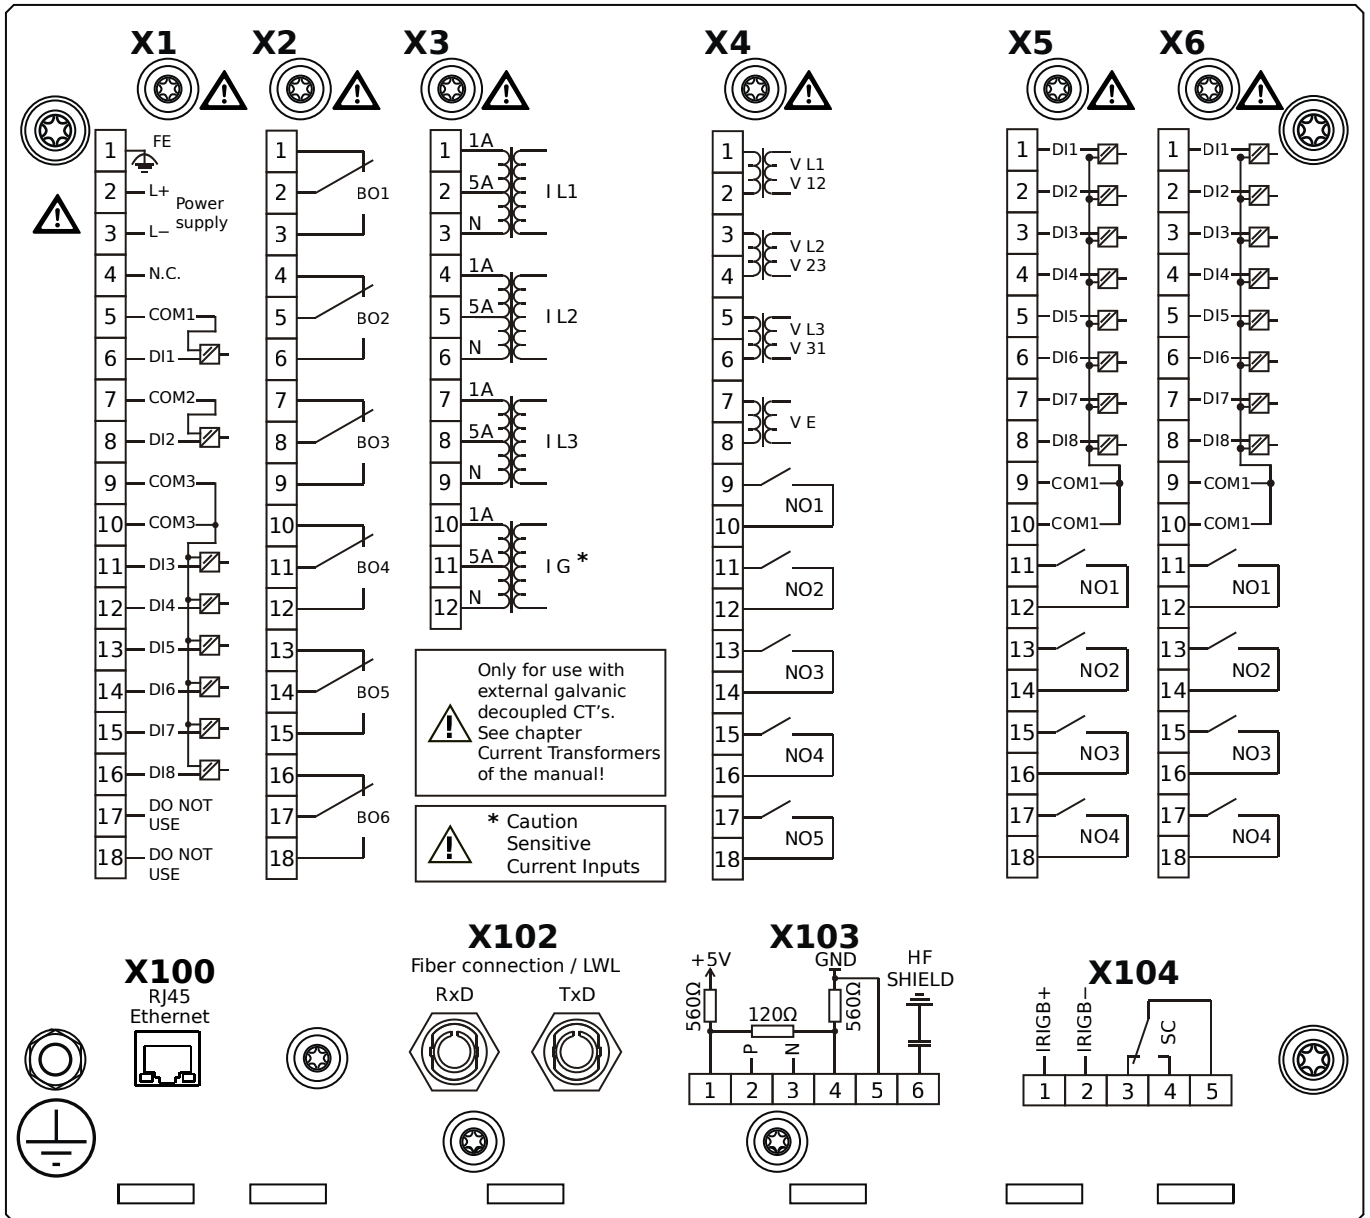 X1 X2 X3 X4 X5 X6
X1
1 FE
2 L+
Power
supply
3 L−
4 N.C.
5 COM1
6 DI1
7 COM2
8 DI2
9 COM3
10 COM3
11 DI3
12 DI4
13 DI5
14 DI6
15 DI7
16 DI8
17 DO NOT
USE
18 DO NOT
USE
1
2 BO1
3
4
5 BO2
6
7
8 BO3
9
10
11 BO4
12
13
14 BO5
15
16
17 BO6
18
1 1A
2 5A I L1
3 N
4 1A
5 5A I L2
6 N
7 1A
8 5A I L3
9 N
10 1A
11 5A I G *
12 N
Only for use with
external galvanic
decoupled CT's.
See chapter
Current Transformers
of the manual!
* Caution
Sensitive
Current Inputs
1 V L1
2 V 12
3 V L2
4 V 23
5 V L3
6 V 31
7 V E
8
9 NO1
10
11 NO2
12
13 NO3
14
15 NO4
16
17 NO5
18
1 DI1
2 DI2
3 DI3
4 DI4
5 DI5
6 DI6
7 DI7
8 DI8
9 COM1
10 COM1
11 NO1
12
13 NO2
14
15 NO3
16
17 NO4
18
1 DI1
2 DI2
3 DI3
4 DI4
5 DI5
6 DI6
7 DI7
8 DI8
9 COM1
10 COM1
11 NO1
12
13 NO2
14
15 NO3
16
17 NO4
18
X100
RJ45
Ethernet
X102
Fiber connection / LWL
RxD TxD
X103
+5V GND HF
SHIELD
560Ω 120Ω 560Ω
P N
1 2 3 4 5 6
X104
IRIGB+ IRIGB− SC
1 2 3 4 5